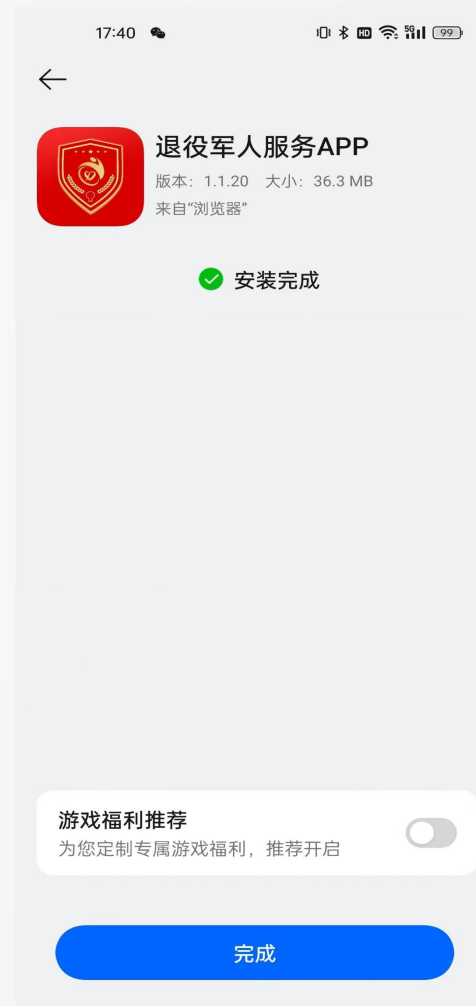 17:40 HD 5G 99
退役军人服务APP
版本：1.1.20 大小：36.3 MB
来自“浏览器”
安装完成
游戏福利推荐
为您定制专属游戏福利，推荐开启
完成